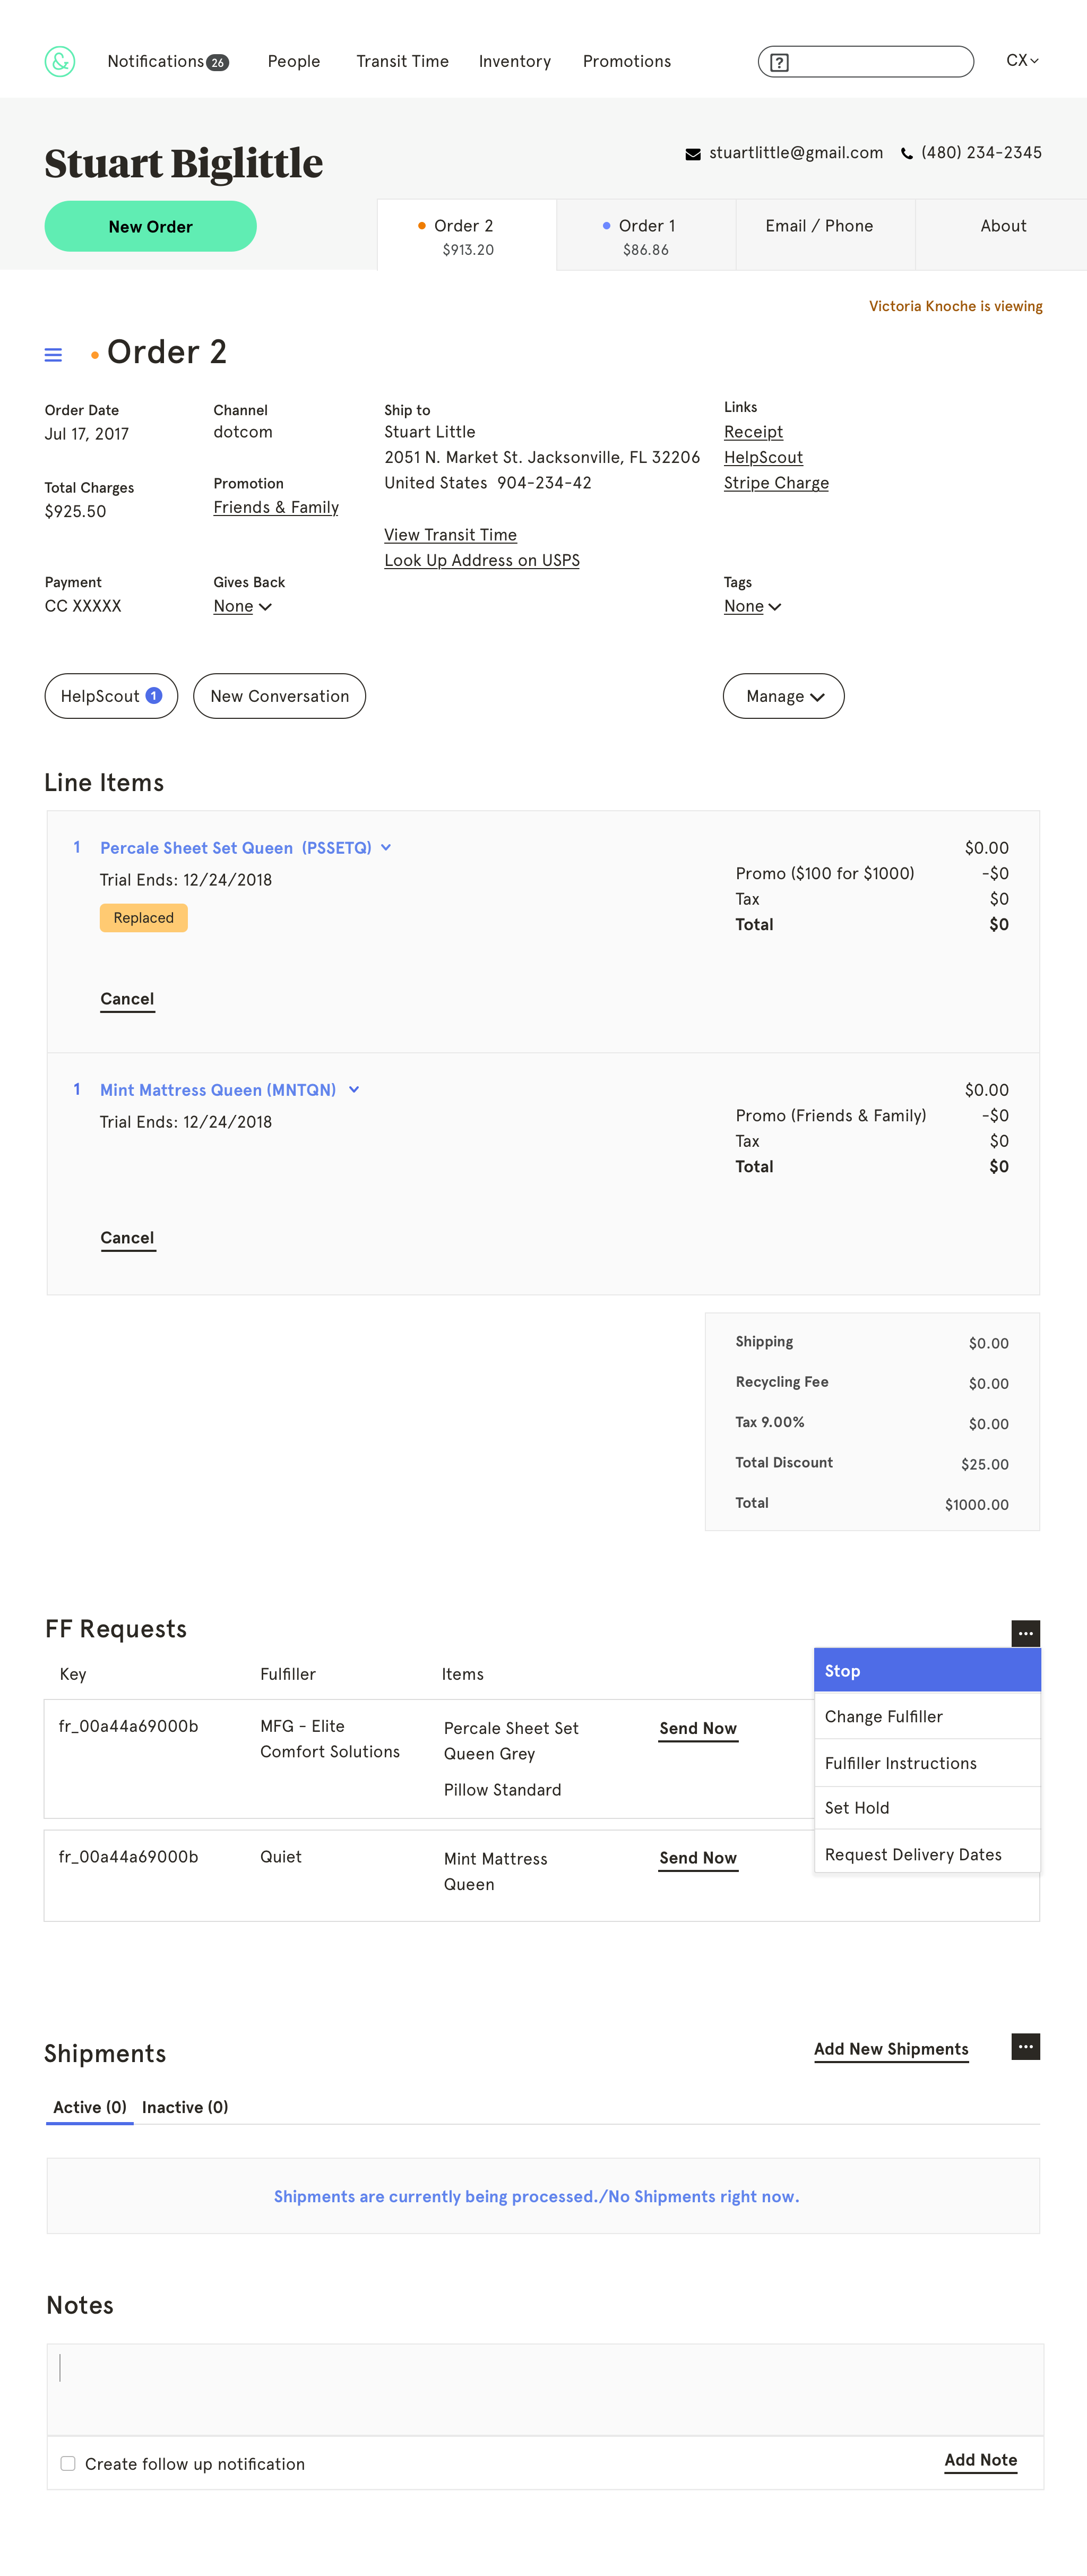 &
Notifications 26
People
Transit Time
Inventory
Promotions
?
CX
Stuart Biglittle
stuartlittle@gmail.com
(480) 234-2345
New Order
Order 2
$913.20
Order 1
$86.86
Email / Phone
About
Victoria Knoche is viewing
Order 2
Order Date
Jul 17, 2017
Total Charges
$925.50
Payment
CC XXXXX
Channel
dotcom
Promotion
Friends & Family
Gives Back
None
Ship to
Stuart Little
2051 N. Market St. Jacksonville, FL 32206
United States 904-234-42
View Transit Time
Look Up Address on USPS
Links
Receipt
HelpScout
Stripe Charge
Tags
None
HelpScout 1
New Conversation
Manage
Line Items
1 Percale Sheet Set Queen (PSSETQ)
Trial Ends: 12/24/2018
Replaced
Cancel
$0.00
Promo ($100 for $1000) -$0
Tax $0
Total $0
1 Mint Mattress Queen (MNTQN)
Trial Ends: 12/24/2018
Cancel
$0.00
Promo (Friends & Family) -$0
Tax $0
Total $0
Shipping $0.00
Recycling Fee $0.00
Tax 9.00% $0.00
Total Discount $25.00
Total $1000.00
FF Requests
Key Fulfiller Items
fr_00a44a69000b
MFG - Elite
Comfort Solutions
Percale Sheet Set
Queen Grey
Pillow Standard
Send Now
fr_00a44a69000b
Quiet
Mint Mattress
Queen
Send Now
Stop
Change Fulfiller
Fulfiller Instructions
Set Hold
Request Delivery Dates
Shipments
Add New Shipments
Active (0) Inactive (0)
Shipments are currently being processed./No Shipments right now.
Notes
Create follow up notification
Add Note